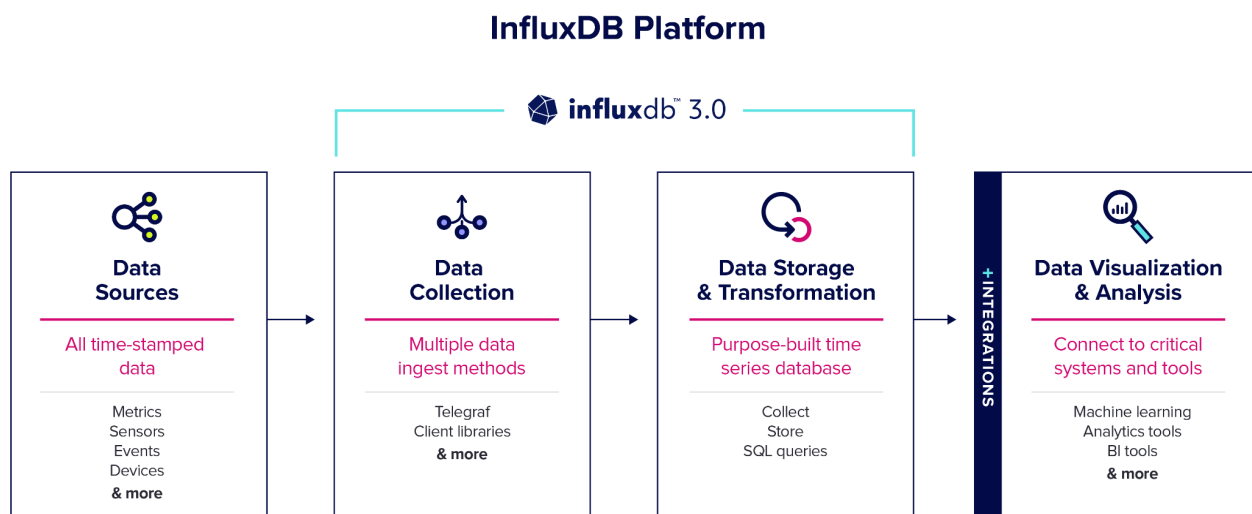 InfluxDB Platform
influxdb™ 3.0
Data
Sources
All time-stamped
data
Metrics
Sensors
Events
Devices
& more
Data
Collection
Multiple data
ingest methods
Telegraf
Client libraries
& more
Data Storage
& Transformation
Purpose-built time
series database
Collect
Store
SQL queries
+INTEGRATIONS
Data Visualization
& Analysis
Connect to critical
systems and tools
Machine learning
Analytics tools
BI tools
& more